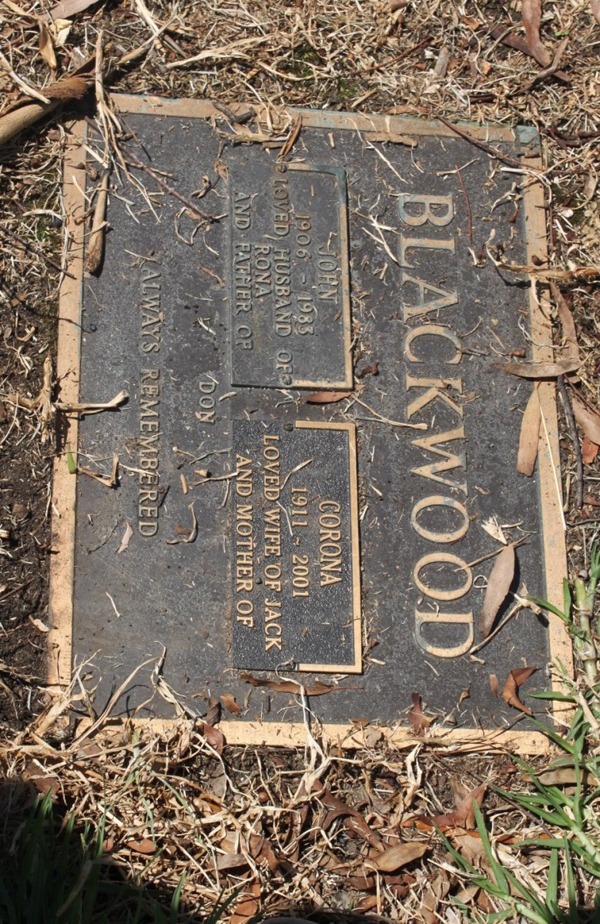 BLACKWOOD
JOHN
1906 - 1983
LOVED HUSBAND OF
RONA
AND FATHER OF
CORONA
1911 - 2001
LOVED WIFE OF JACK
AND MOTHER OF
DON
ALWAYS REMEMBERED